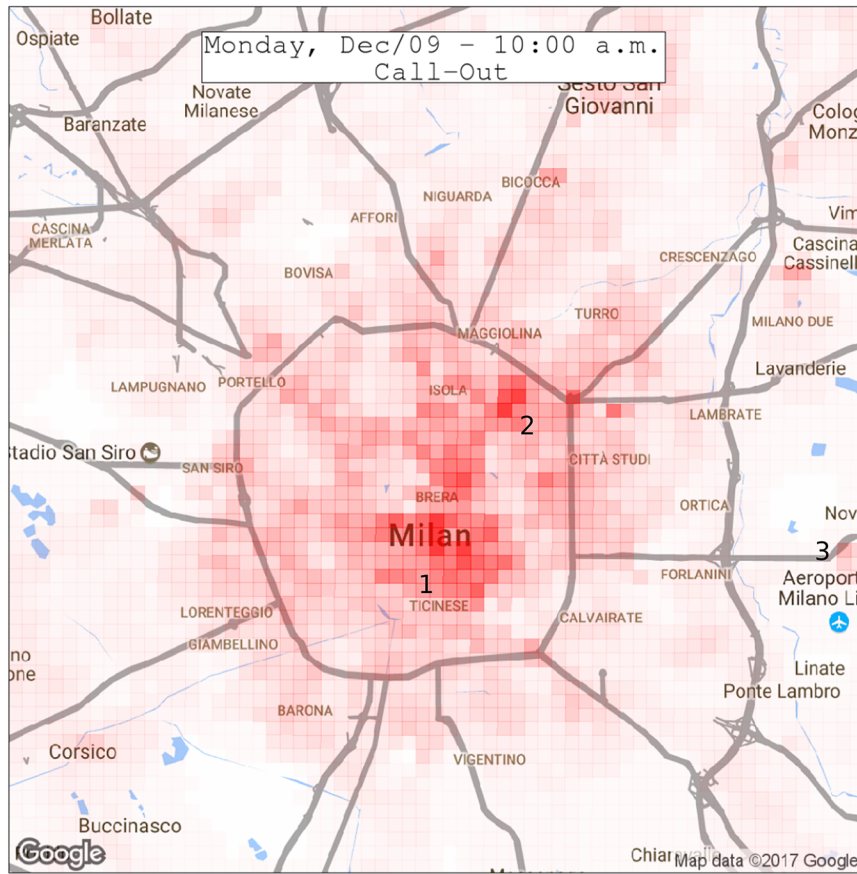 Bollate
Ospiate
Monday, Dec/09 - 10:00 a.m.
Call-Out
Sesto San
Giovanni
Novate
Milanese
Baranzate
Colog
Monz
BICOCCA
NIGUARDA
AFFORI
CASCINA
MERLATA
Vim
Cascina
Cassinell
CRESCENZAGO
BOVISA
TURRO
MILANO DUE
MAGGIOLINA
Lavanderie
LAMPUGNANO
PORTELLO
ISOLA
LAMBRATE
2
Stadio San Siro
SAN SIRO
CITTÀ STUDI
BRERA
ORTICA
Nov
Milan
3
FORLANINI
Aeroport
Milano Li
1
TICINESE
LORENTEGGIO
CALVAIRATE
GIAMBELLINO
no
one
Linate
Ponte Lambro
BARONA
Corsico
VIGENTINO
Buccinasco
Google
Map data ©2017 Google